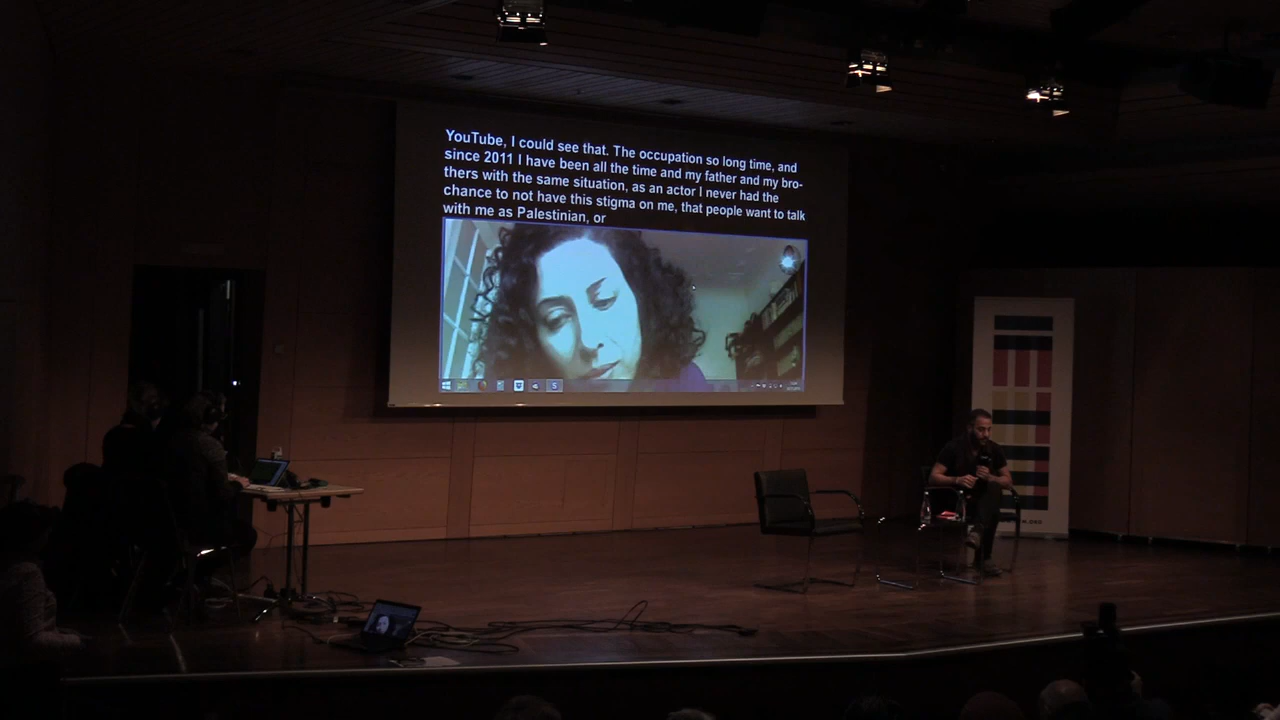 YouTube, I could see that. The occupation so long time, and
since 2011 I have been all the time and my father and my bro-
thers with the same situation, as an actor I never had the
chance to not have this stigma on me, that people want to talk
with me as Palestinian, or